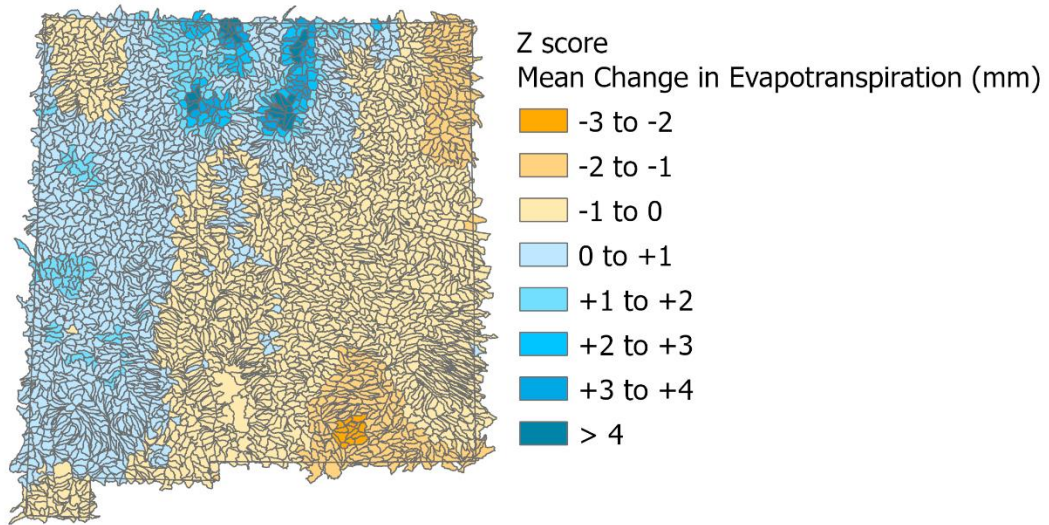 Z score
Mean Change in Evapotranspiration (mm)
-3 to -2
-2 to -1
-1 to 0
0 to +1
+1 to +2
+2 to +3
+3 to +4
> 4